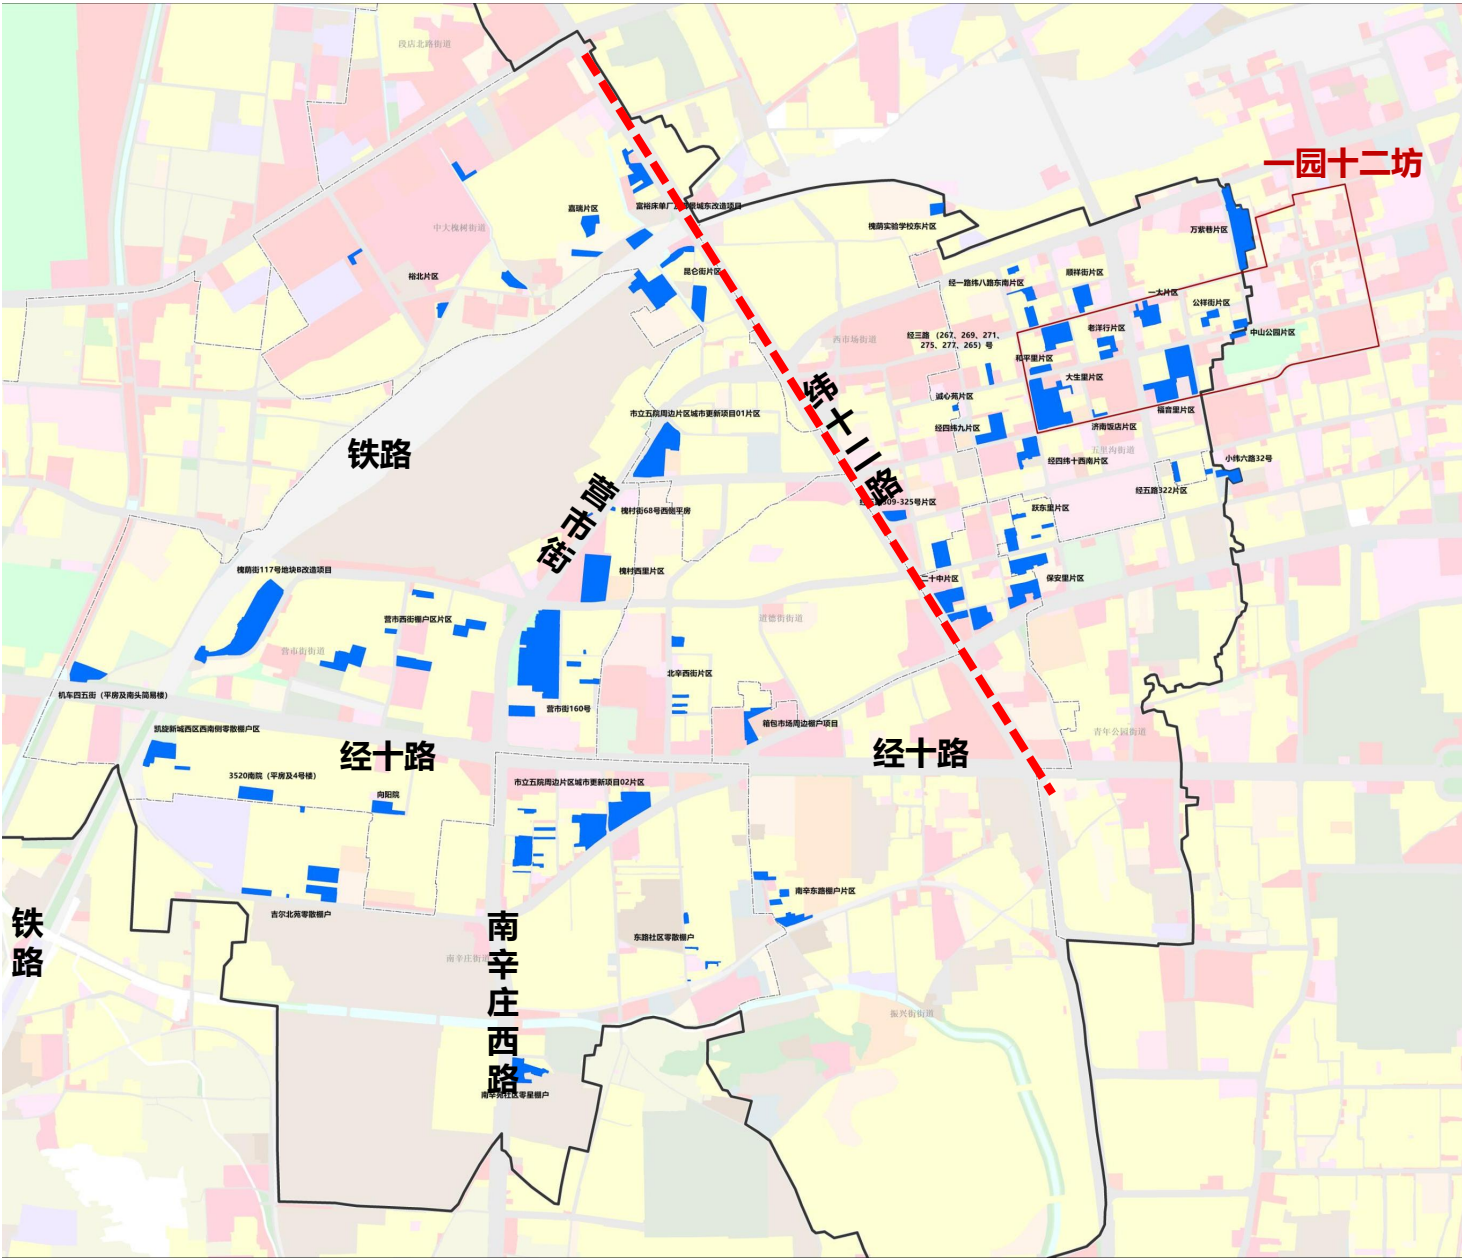 段店北路街道
一园十二坊
嘉瑞片区
万紫巷片区
槐荫实验学校东片区
中大槐树街道
裕北片区
昆仑街片区
顺祥街片区
经一路纬八路东南片区
一大片区
公祥街片区
老洋行片区
中山公园片区
经三路（267、269、271、
275、277、265）号
西市场街道
和平里片区
大生里片区
纬十二路
诚心苑片区
福音里片区
市立五院周边片区城市更新项目01片区
济南饭店片区
经四纬九片区
五里沟街道
铁路
经四纬十西南片区
小纬六路32号
经五路322片区
营市街
槐村街68号西侧平房
跃东里片区
槐荫街117号地块B改造项目
槐村西里片区
二十中片区
保安里片区
营市西街棚户区片区
道德街街道
营市街街道
北辛西街片区
机车四五街（平房及南头简易楼）
营市街160号
箱包市场周边棚户项目
凯旋新城西区西南侧零散棚户区
青年公园街道
经十路
经十路
3520南院（平房及4号楼）
市立五院周边片区城市更新项目02片区
向阳院
南辛东路棚户片区
吉尔北苑零散棚户
铁路
南辛庄西路
东路社区零散棚户
南辛庄街道
振兴街街道